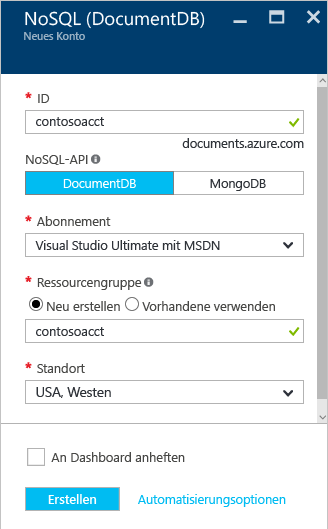 NoSQL (DocumentDB)
Neues Konto
* ID
contosoacct
documents.azure.com
NoSQL-API
DocumentDB MongoDB
* Abonnement
Visual Studio Ultimate mit MSDN
* Ressourcengruppe
Neu erstellen Vorhandene verwenden
contosoacct
* Standort
USA, Westen
An Dashboard anheften
Erstellen Automatisierungsoptionen